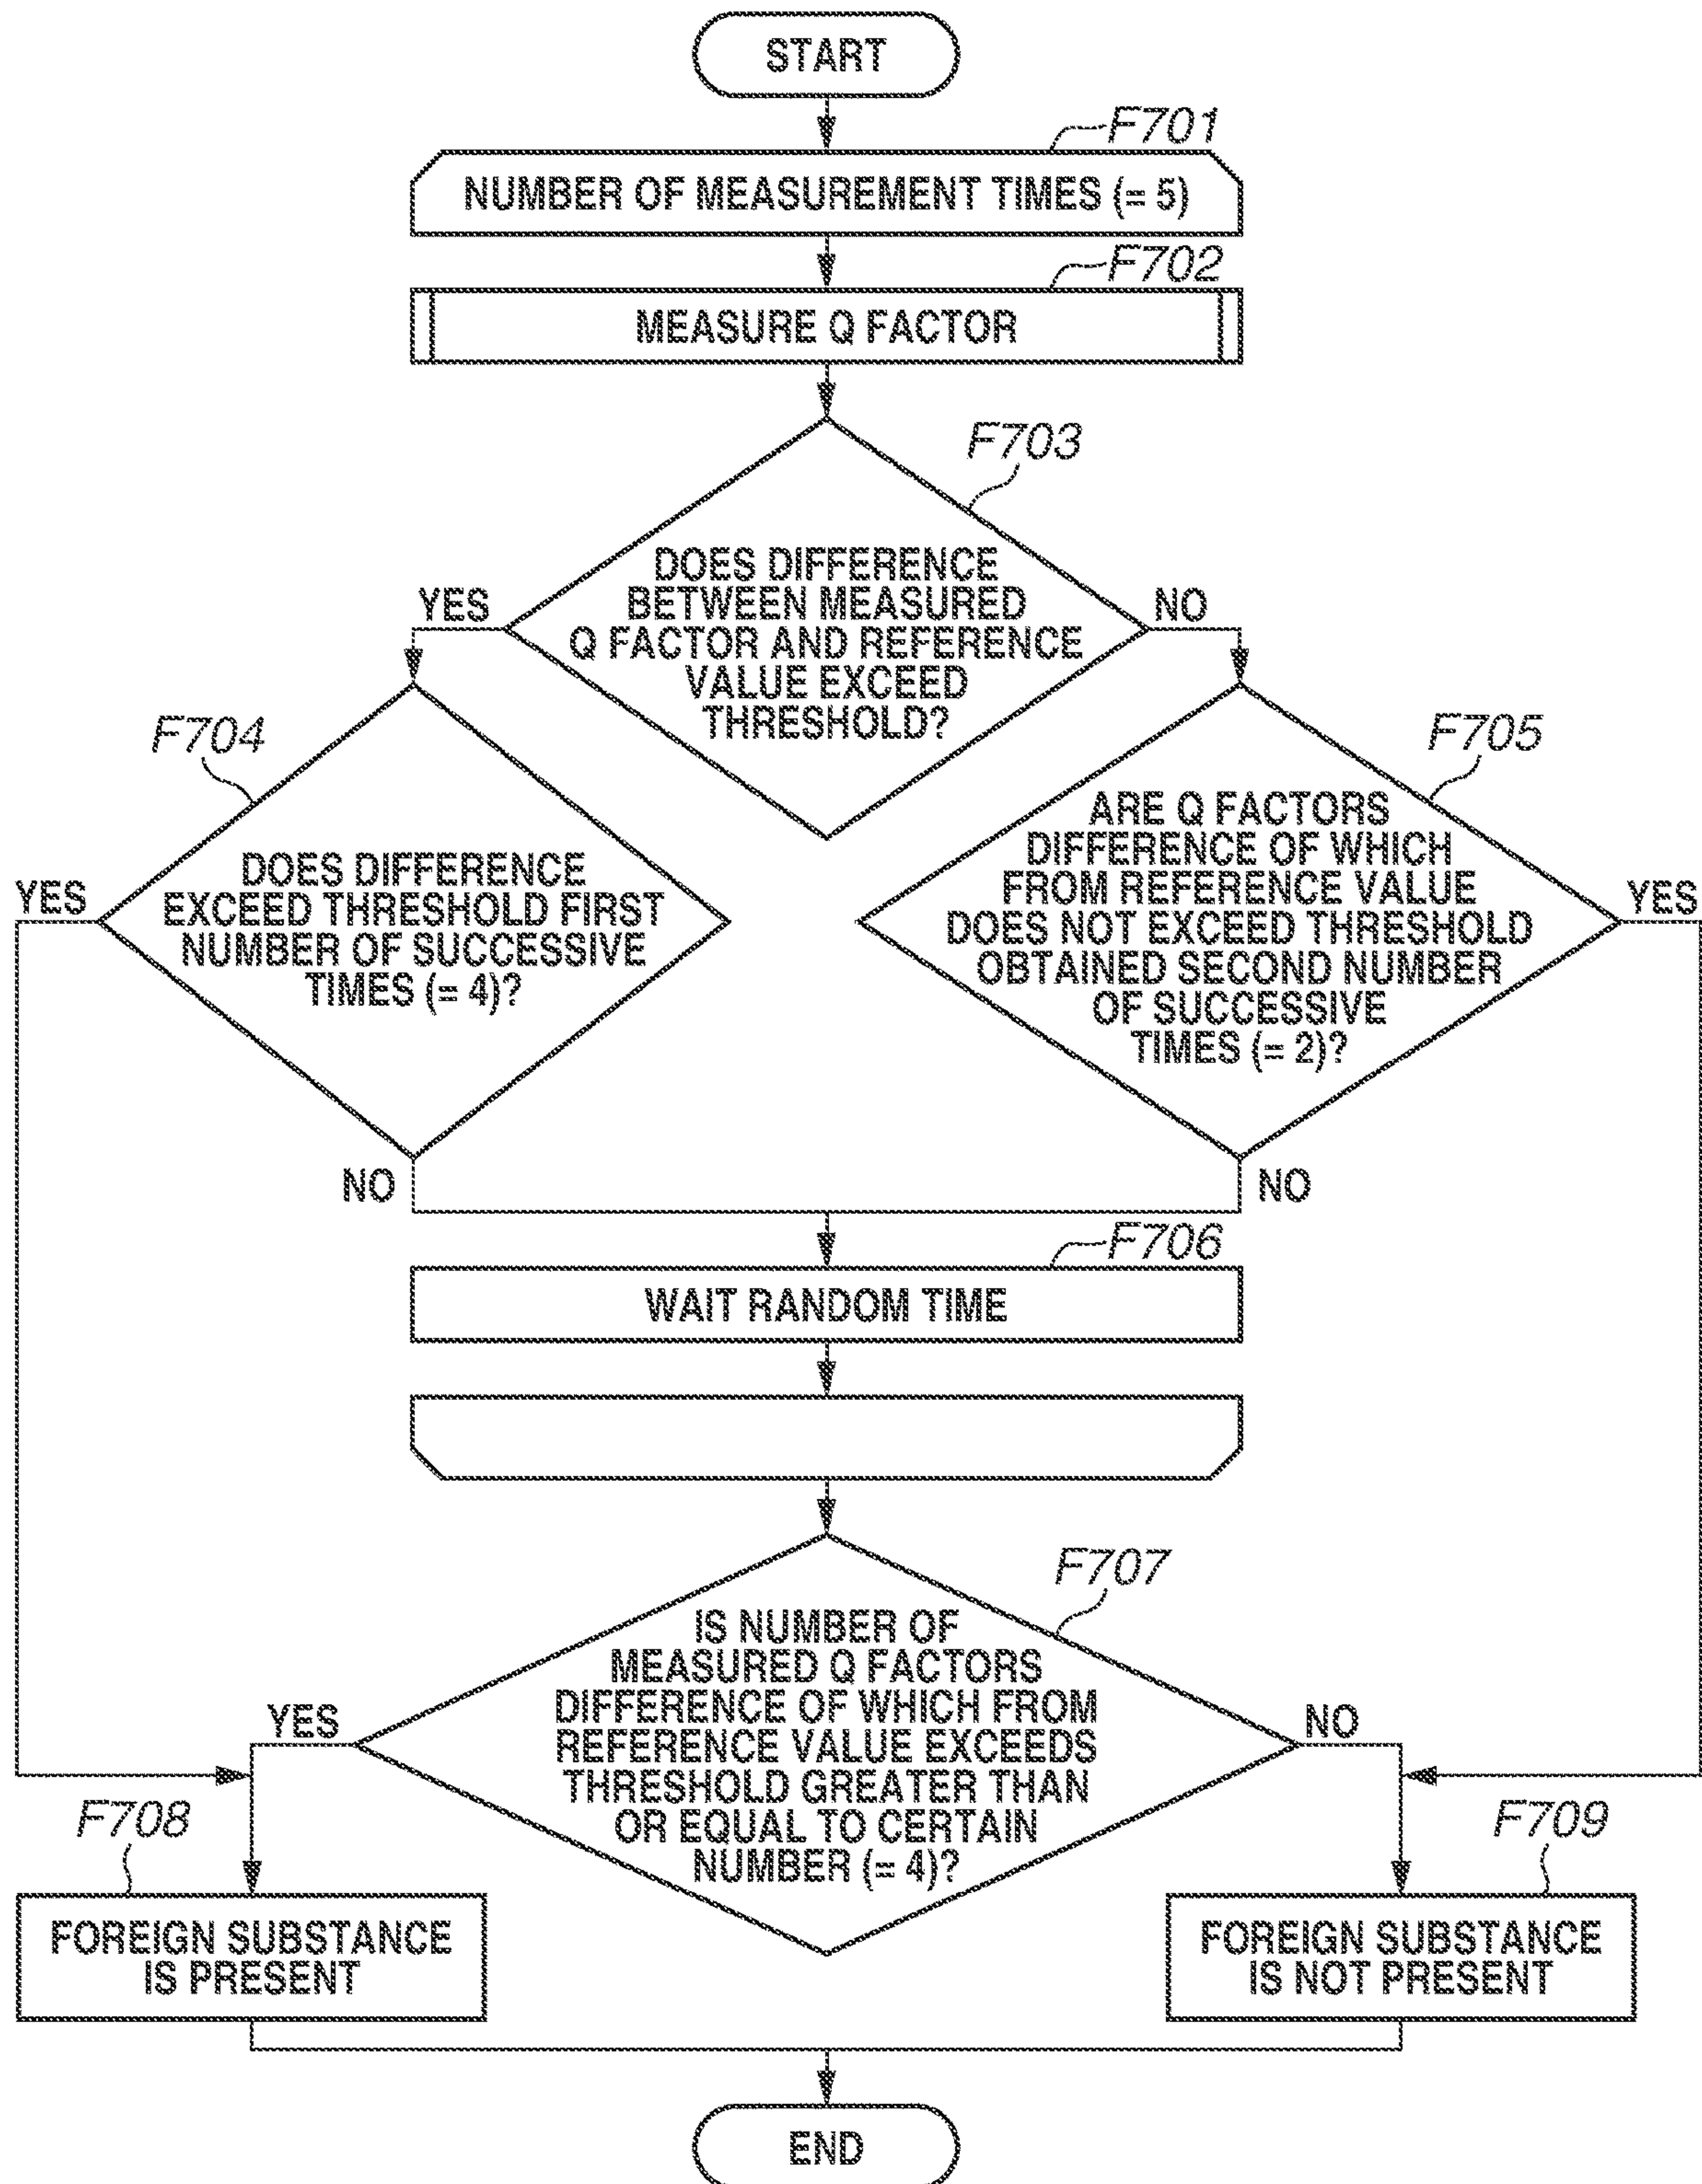 START
F701
NUMBER OF MEASUREMENT TIMES (= 5)
F702
MEASURE Q FACTOR
F703
DOES DIFFERENCE
BETWEEN MEASURED
Q FACTOR AND REFERENCE
VALUE EXCEED
THRESHOLD?
YES
NO
F704
DOES DIFFERENCE
EXCEED THRESHOLD FIRST
NUMBER OF SUCCESSIVE
TIMES (= 4)?
YES
NO
F705
ARE Q FACTORS
DIFFERENCE OF WHICH
FROM REFERENCE VALUE
DOES NOT EXCEED THRESHOLD
OBTAINED SECOND NUMBER
OF SUCCESSIVE
TIMES (= 2)?
YES
NO
F706
WAIT RANDOM TIME
F707
IS NUMBER OF
MEASURED Q FACTORS
DIFFERENCE OF WHICH FROM
REFERENCE VALUE EXCEEDS
THRESHOLD GREATER THAN
OR EQUAL TO CERTAIN
NUMBER (= 4)?
YES
NO
F708
FOREIGN SUBSTANCE
IS PRESENT
F709
FOREIGN SUBSTANCE
IS NOT PRESENT
END